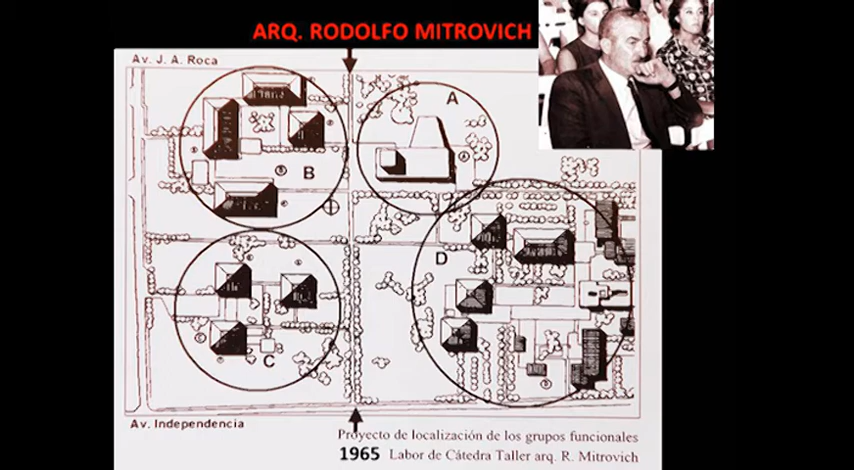 ARQ. RODOLFO MITROVICH
Av. J. A. Roca
A
B
D
C
Av. Independencia
Proyecto de localización de los grupos funcionales
1965 Labor de Cátedra Taller arq. R. Mitrovich